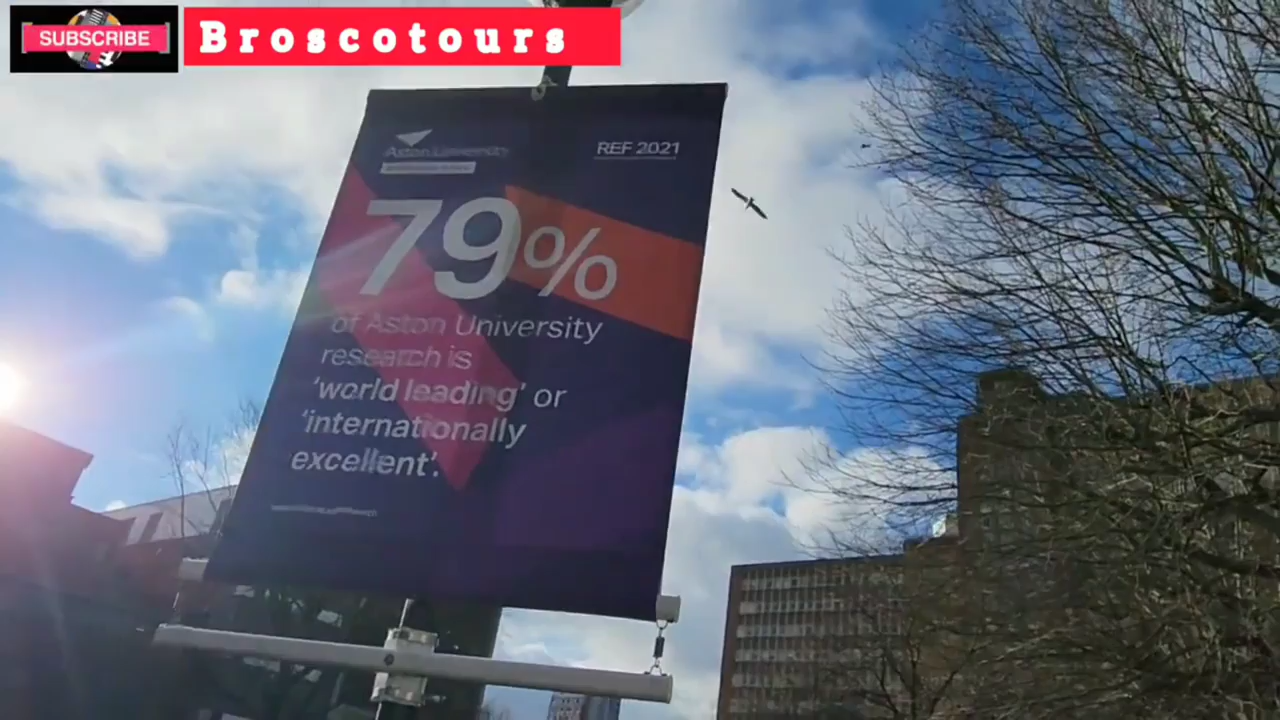 SUBSCRIBE
Broscotours
Aston University
REF 2021
79%
of Aston University
research is
'world leading' or
'internationally
excellent'.